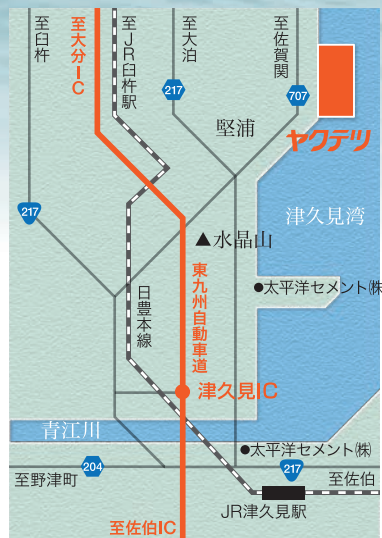 至臼杵
至大分IC
至JR臼杵駅
至大泊
至佐賀関
217
707
ヤクデツ
堅浦
217
津久見湾
▲水晶山
●太平洋セメント(株)
東九州自動車道
日豊本線
津久見IC
青江川
●太平洋セメント(株)
204
217
至野津町
至佐伯
JR津久見駅
至佐伯IC